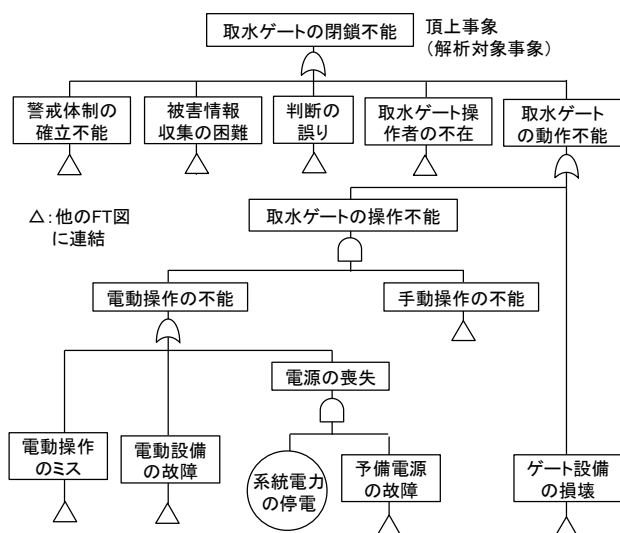 取水ゲートの閉鎖不能
頂上事象
（解析対象事象）
警戒体制の
確立不能
被害情報
収集の困難
判断の
誤り
取水ゲート操
作者の不在
取水ゲート
の動作不能
△：他のFT図
に連結
取水ゲートの操作不能
電動操作の不能
手動操作の不能
電源の喪失
電動操作
のミス
電動設備
の故障
系統電力
の停電
予備電源
の故障
ゲート設備
の損壊